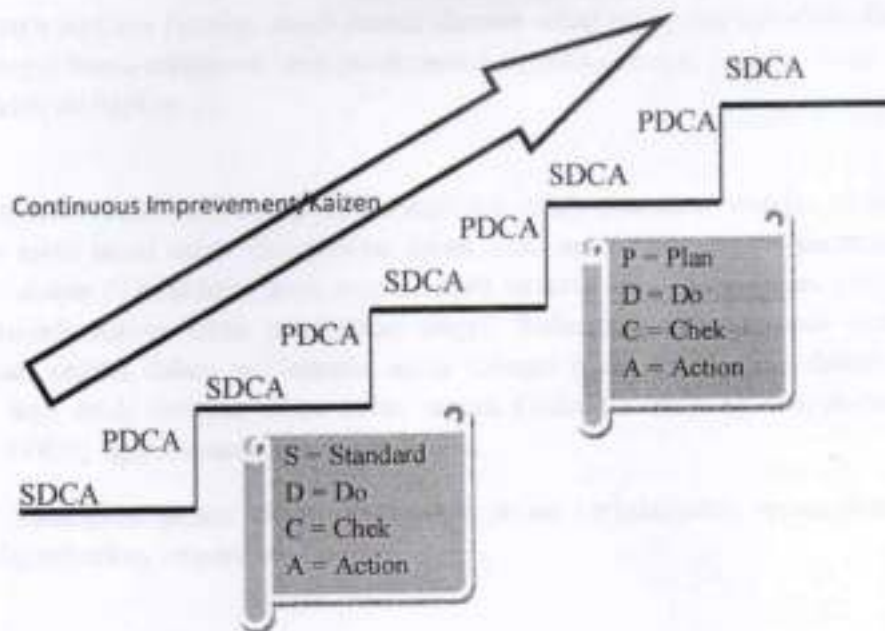 SDCA
PDCA
SDCA
PDCA
Continuous Imprevement/Kaizen
SDCA
PDCA
SDCA
PDCA
SDCA
P = Plan
D = Do
C = Chek
A = Action
S = Standard
D = Do
C = Chek
A = Action